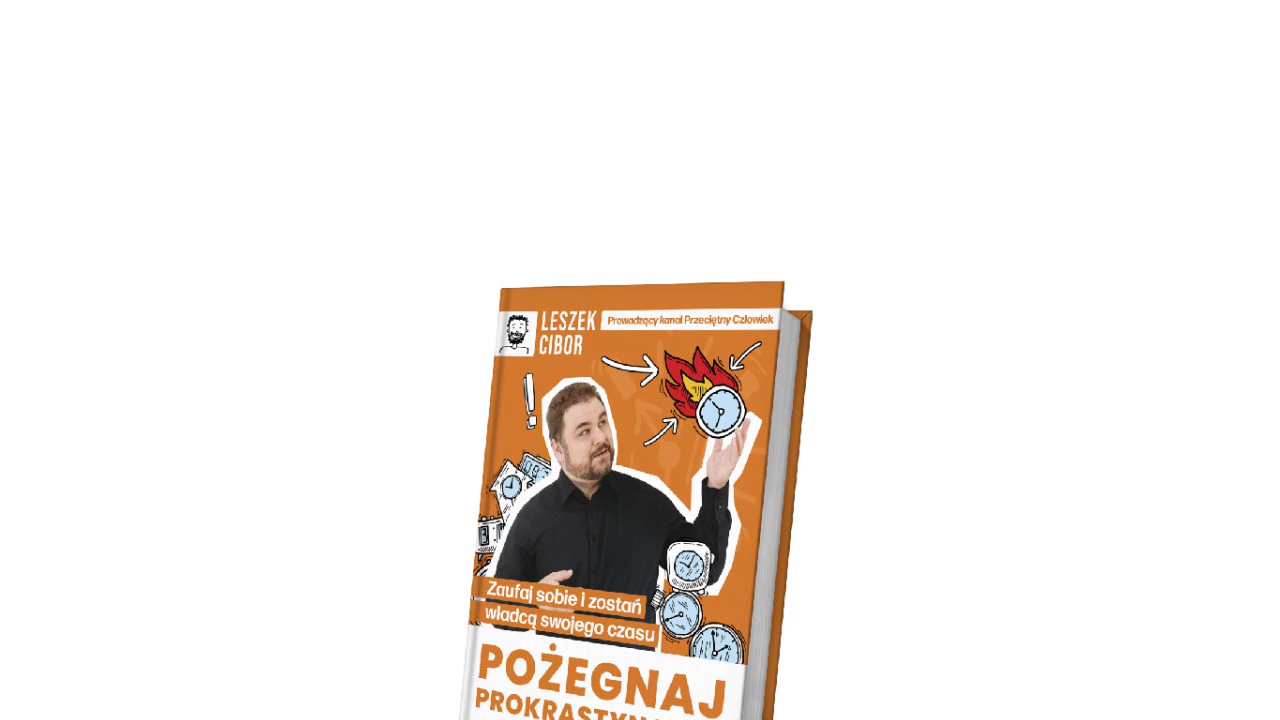 LESZEK
CIBOR
Prowadzący kanał Przeciętny Człowiek
Zaufaj sobie i zostań
władcą swojego czasu
POŻEGNAJ